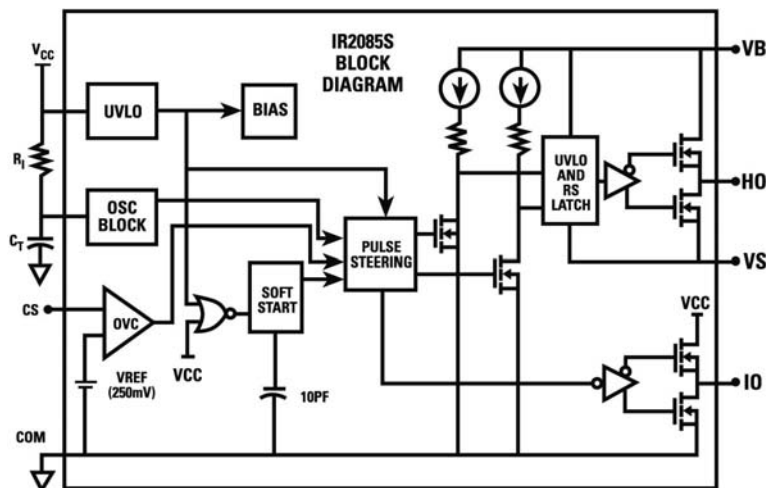 IR2085S
BLOCK
DIAGRAM
VCC
UVLO
BIAS
RI
OSC
BLOCK
CT
CS
OVC
VREF
(250mV)
VCC
SOFT
START
10PF
PULSE
STEERING
UVLO
AND
RS
LATCH
VB
HO
VS
VCC
IO
COM